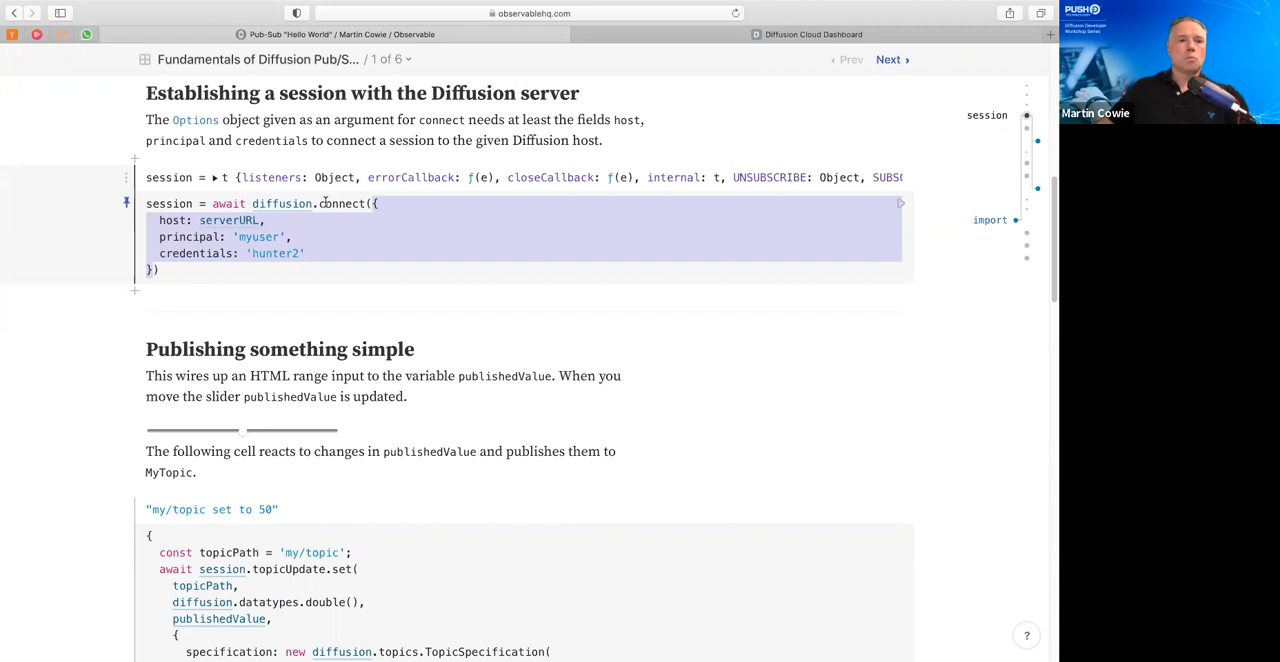 observablehq.com
Pub-Sub "Hello World" / Martin Cowie / Observable
Diffusion Cloud Dashboard
Fundamentals of Diffusion Pub/S... / 1 of 6
‹ Prev Next ›
Establishing a session with the Diffusion server
The Options object given as an argument for connect needs at least the fields host,
principal and credentials to connect a session to the given Diffusion host.
session = ▸ t {listeners: Object, errorCallback: ƒ(e), closeCallback: ƒ(e), internal: t, UNSUBSCRIBE: Object, SUBSC
session = await diffusion.connect({
host: serverURL,
principal: 'myuser',
credentials: 'hunter2'
})
Publishing something simple
This wires up an HTML range input to the variable publishedValue. When you
move the slider publishedValue is updated.
The following cell reacts to changes in publishedValue and publishes them to
MyTopic.
"my/topic set to 50"
{
const topicPath = 'my/topic';
await session.topicUpdate.set(
topicPath,
diffusion.datatypes.double(),
publishedValue,
{
specification: new diffusion.topics.TopicSpecification(
session
import
?
PUSH
TECHNOLOGY
Diffusion Developer
Workshop Series
Martin Cowie